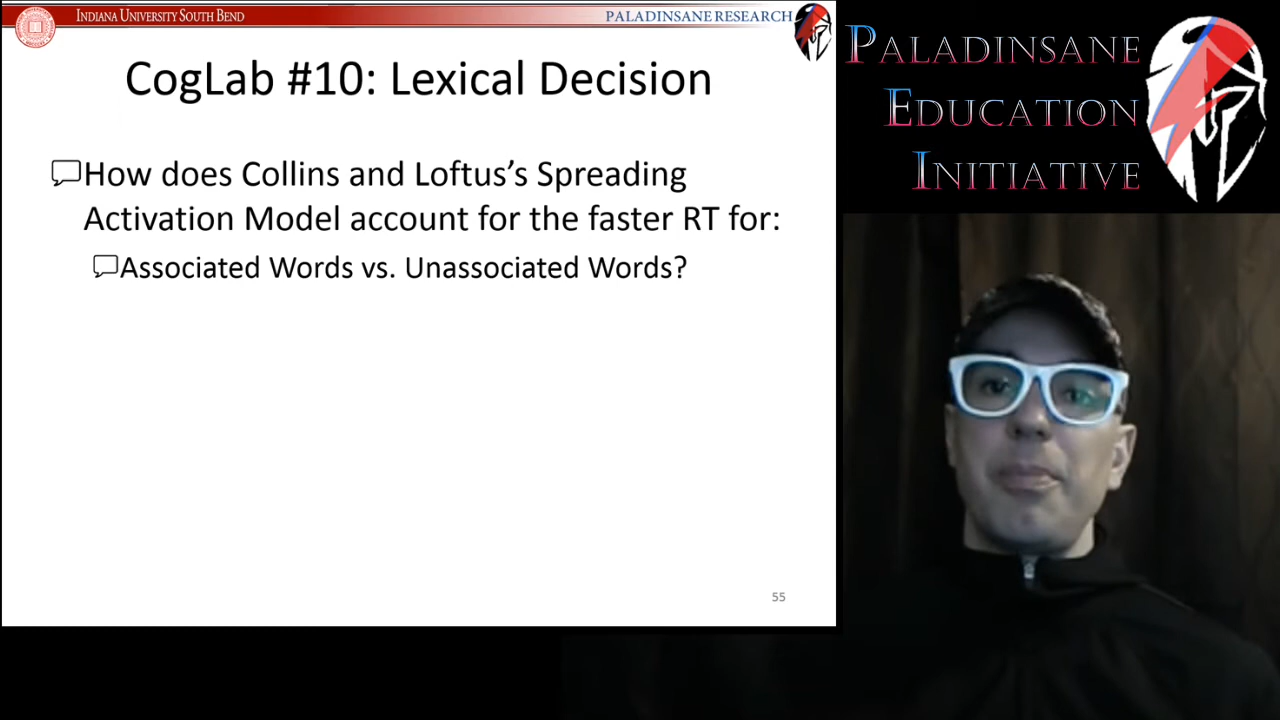 INDIANA UNIVERSITY SOUTH BEND
PALADINSANE RESEARCH
CogLab #10: Lexical Decision
How does Collins and Loftus’s Spreading
Activation Model account for the faster RT for:
Associated Words vs. Unassociated Words?
55
PALADINSANE
EDUCATION
INITIATIVE